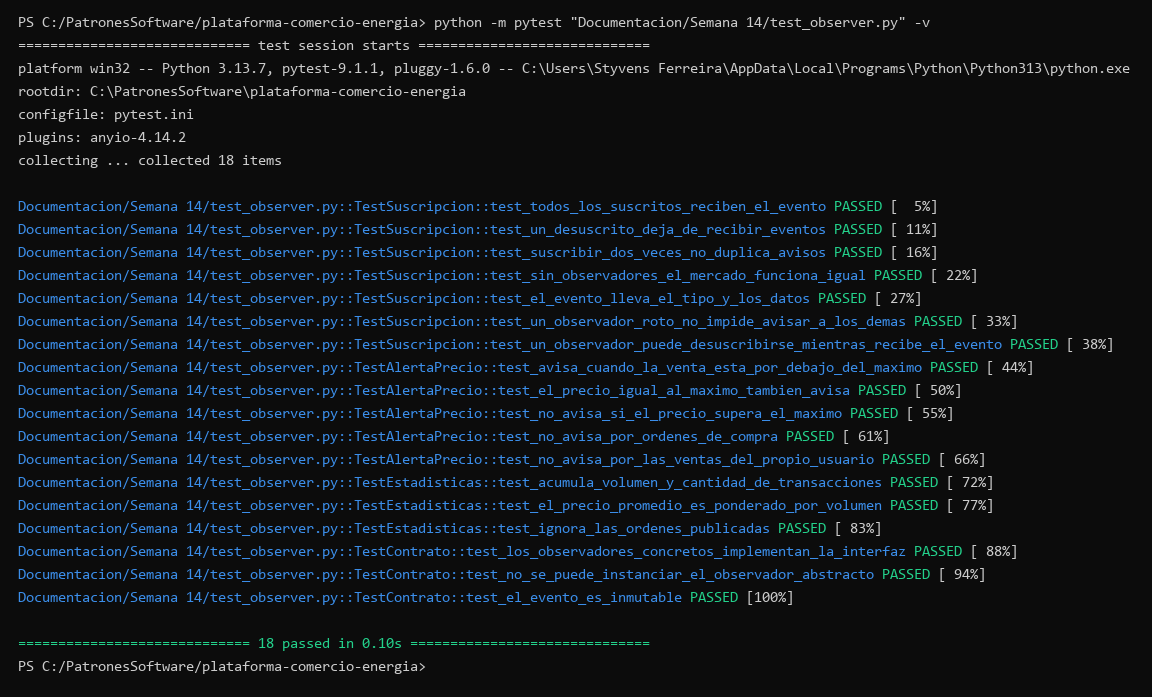 PS C:/PatronesSoftware/plataforma-comercio-energia> python -m pytest "Documentacion/Semana 14/test_observer.py" -v
============================= test session starts =============================
platform win32 -- Python 3.13.7, pytest-9.1.1, pluggy-1.6.0 -- C:\Users\Styvens Ferreira\AppData\Local\Programs\Python\Python313\python.exe
rootdir: C:\PatronesSoftware\plataforma-comercio-energia
configfile: pytest.ini
plugins: anyio-4.14.2
collecting ... collected 18 items

Documentacion/Semana 14/test_observer.py::TestSuscripcion::test_todos_los_suscritos_reciben_el_evento PASSED [  5%]
Documentacion/Semana 14/test_observer.py::TestSuscripcion::test_un_desuscrito_deja_de_recibir_eventos PASSED [ 11%]
Documentacion/Semana 14/test_observer.py::TestSuscripcion::test_suscribir_dos_veces_no_duplica_avisos PASSED [ 16%]
Documentacion/Semana 14/test_observer.py::TestSuscripcion::test_sin_observadores_el_mercado_funciona_igual PASSED [ 22%]
Documentacion/Semana 14/test_observer.py::TestSuscripcion::test_el_evento_lleva_el_tipo_y_los_datos PASSED [ 27%]
Documentacion/Semana 14/test_observer.py::TestSuscripcion::test_un_observador_roto_no_impide_avisar_a_los_demas PASSED [ 33%]
Documentacion/Semana 14/test_observer.py::TestSuscripcion::test_un_observador_puede_desuscribirse_mientras_recibe_el_evento PASSED [ 38%]
Documentacion/Semana 14/test_observer.py::TestAlertaPrecio::test_avisa_cuando_la_venta_esta_por_debajo_del_maximo PASSED [ 44%]
Documentacion/Semana 14/test_observer.py::TestAlertaPrecio::test_el_precio_igual_al_maximo_tambien_avisa PASSED [ 50%]
Documentacion/Semana 14/test_observer.py::TestAlertaPrecio::test_no_avisa_si_el_precio_supera_el_maximo PASSED [ 55%]
Documentacion/Semana 14/test_observer.py::TestAlertaPrecio::test_no_avisa_por_ordenes_de_compra PASSED [ 61%]
Documentacion/Semana 14/test_observer.py::TestAlertaPrecio::test_no_avisa_por_las_ventas_del_propio_usuario PASSED [ 66%]
Documentacion/Semana 14/test_observer.py::TestEstadisticas::test_acumula_volumen_y_cantidad_de_transacciones PASSED [ 72%]
Documentacion/Semana 14/test_observer.py::TestEstadisticas::test_el_precio_promedio_es_ponderado_por_volumen PASSED [ 77%]
Documentacion/Semana 14/test_observer.py::TestEstadisticas::test_ignora_las_ordenes_publicadas PASSED [ 83%]
Documentacion/Semana 14/test_observer.py::TestContrato::test_los_observadores_concretos_implementan_la_interfaz PASSED [ 88%]
Documentacion/Semana 14/test_observer.py::TestContrato::test_no_se_puede_instanciar_el_observador_abstracto PASSED [ 94%]
Documentacion/Semana 14/test_observer.py::TestContrato::test_el_evento_es_inmutable PASSED [100%]

============================= 18 passed in 0.10s ==============================
PS C:/PatronesSoftware/plataforma-comercio-energia>